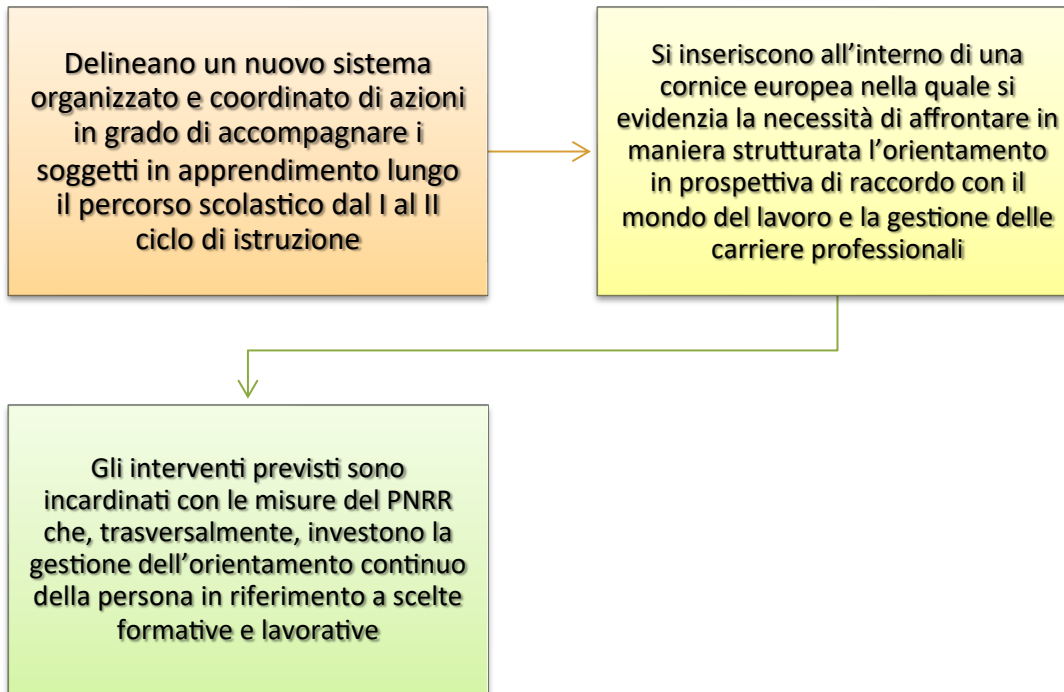 Delineano un nuovo sistema
organizzato e coordinato di azioni
in grado di accompagnare i
soggetti in apprendimento lungo
il percorso scolastico dal I al II
ciclo di istruzione
Si inseriscono all’interno di una
cornice europea nella quale si
evidenzia la necessità di affrontare in
maniera strutturata l’orientamento
in prospettiva di raccordo con il
mondo del lavoro e la gestione delle
carriere professionali
Gli interventi previsti sono
incardinati con le misure del PNRR
che, trasversalmente, investono la
gestione dell’orientamento continuo
della persona in riferimento a scelte
formative e lavorative